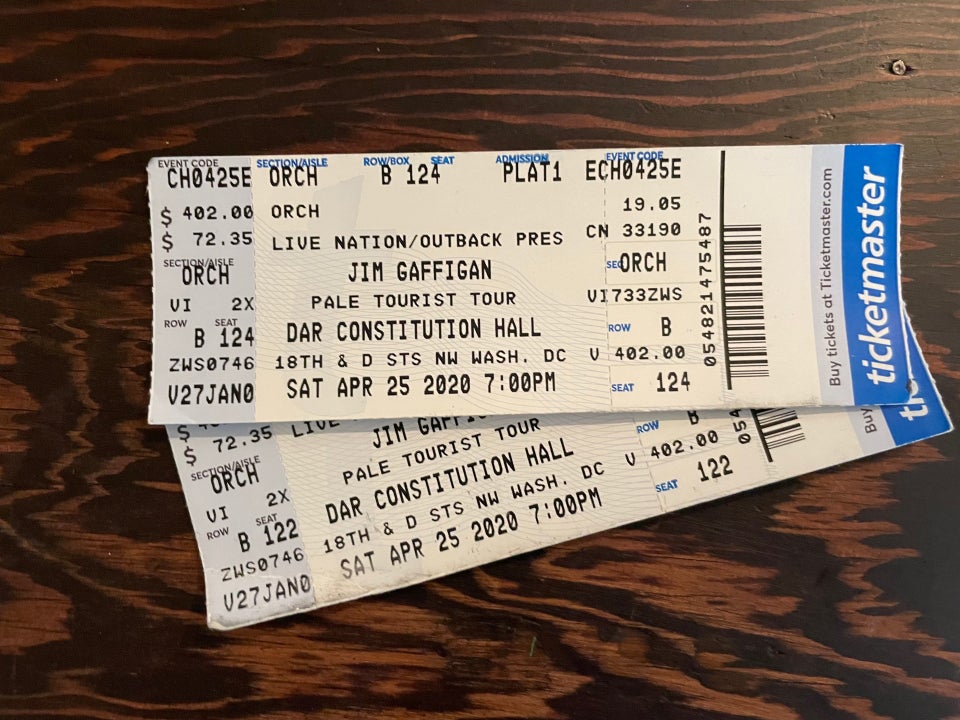 EVENT CODE SECTION/AISLE ROW/BOX SEAT ADMISSION EVENT CODE
CH0425E ORCH B 124 PLAT1 ECH0425E
$ 402.00 ORCH 19.05
$ 72.35 LIVE NATION/OUTBACK PRES CN 33190
SECTION/AISLE
ORCH JIM GAFFIGAN ORCH
VI 2X PALE TOURIST TOUR VI733ZWS
ROW SEAT
B 124 DAR CONSTITUTION HALL ROW B
ZWS0746 18TH & D STS NW WASH. DC V 402.00
V27JAN0 SAT APR 25 2020 7:00PM SEAT 124
054821475487
Buy tickets at Ticketmaster.com
ticketmaster
$
$ 72.35 LIVE
SECTION/AISLE
ORCH JIM
VI 2X PALE TOURIST TOUR ROW B
ROW SEAT
B 122 DAR CONSTITUTION HALL V 402.00
ZWS0746 18TH & D STS NW WASH. DC SEAT 122
V27JAN0 SAT APR 25 2020 7:00PM
054
Buy